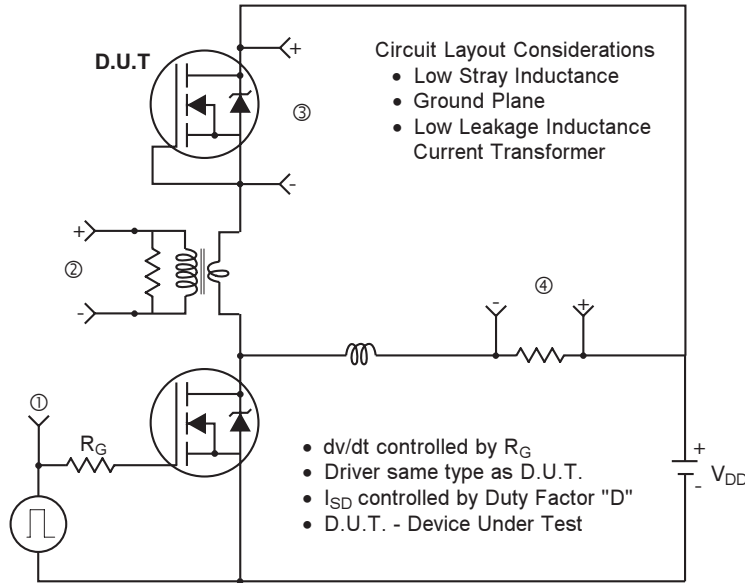 D.U.T
+
③
-
Circuit Layout Considerations
• Low Stray Inductance
• Ground Plane
• Low Leakage Inductance
Current Transformer
+
②
-
④
- +
①
R_G
• dv/dt controlled by R_G
• Driver same type as D.U.T.
• I_SD controlled by Duty Factor "D"
• D.U.T. - Device Under Test
+
V_DD
-